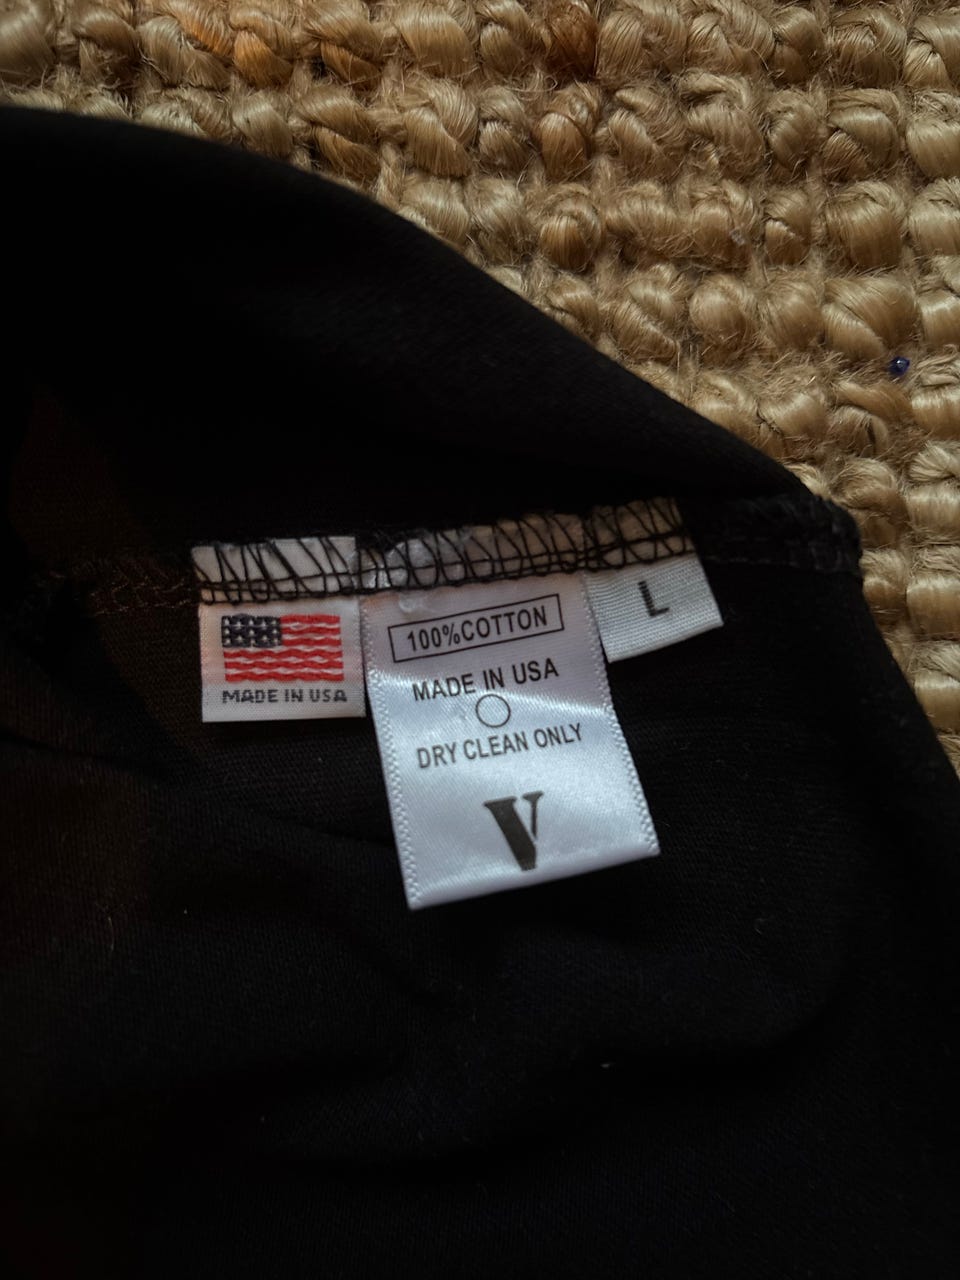 MADE IN USA
100%COTTON
MADE IN USA
DRY CLEAN ONLY
V
L